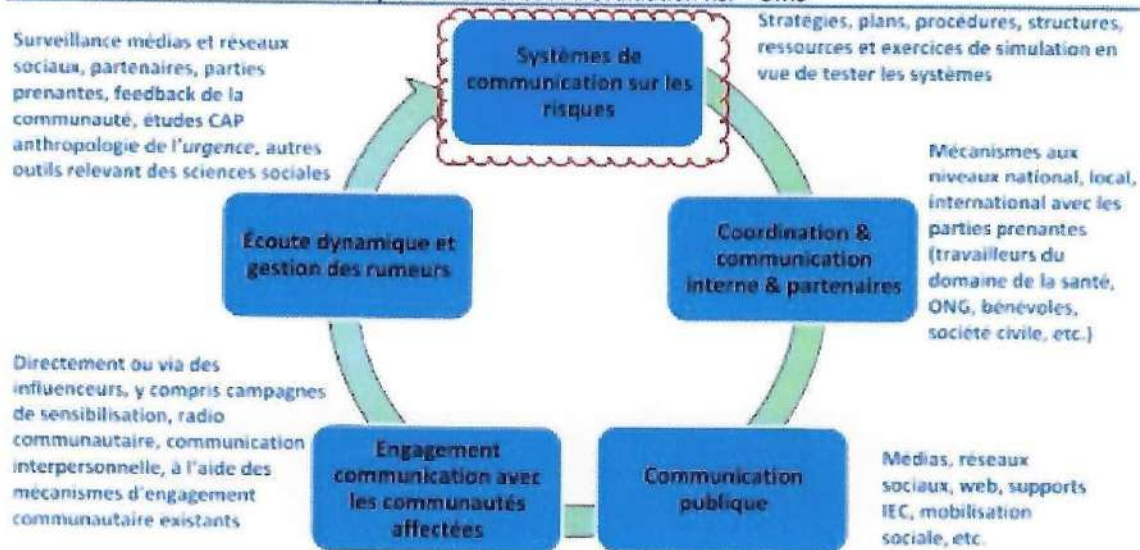 Surveillance médias et réseaux
sociaux, partenaires, parties
prenantes, feedback de la
communauté, études CAP
anthropologie de l'urgence, autres
outils relevant des sciences sociales
Systèmes de
communication sur les
risques
Stratégies, plans, procédures, structures,
ressources et exercices de simulation en
vue de tester les systèmes
Écoute dynamique et
gestion des rumeurs
Coordination &
communication
interne & partenaires
Mécanismes aux
niveaux national, local,
international avec les
parties prenantes
(travailleurs du
domaine de la santé,
ONG, bénévoles,
société civile, etc.)
Directement ou via des
influenceurs, y compris campagnes
de sensibilisation, radio
communautaire, communication
interpersonnelle, à l'aide des
mécanismes d'engagement
communautaire existants
Engagement
communication avec
les communautés
affectées
Communication
publique
Médias, réseaux
sociaux, web, supports
IEC, mobilisation
sociale, etc.